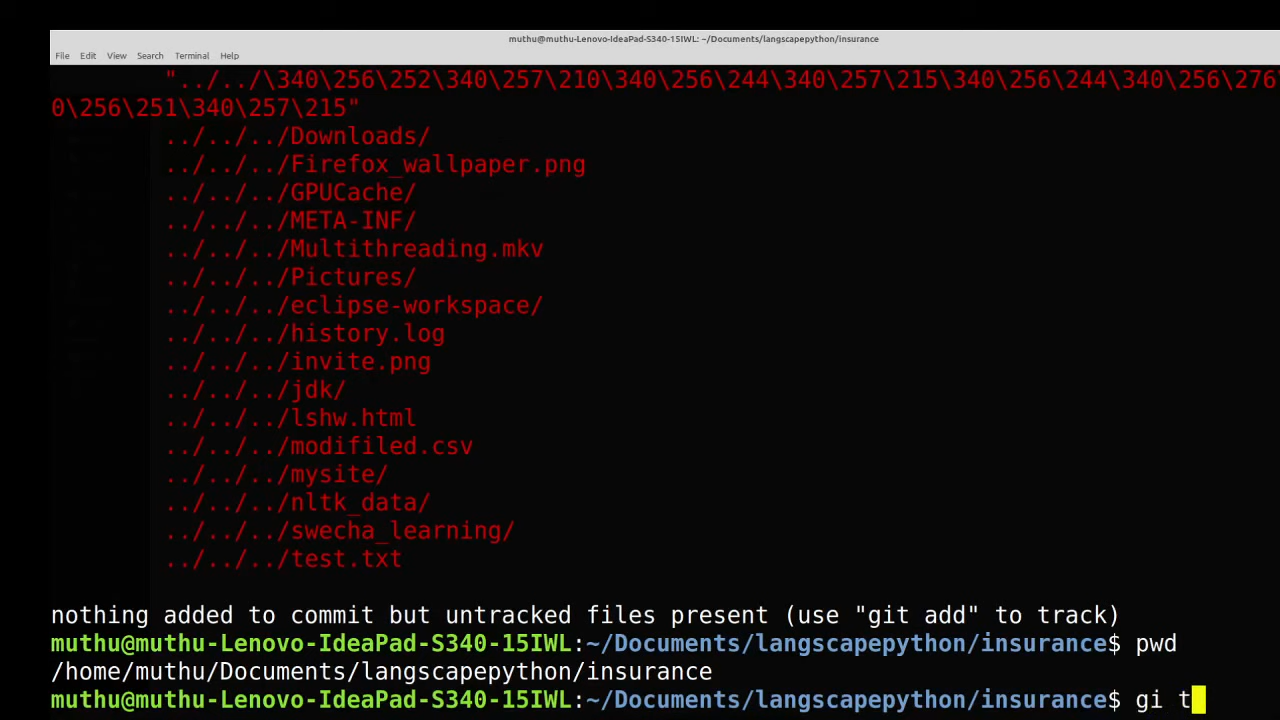 muthu@muthu-Lenovo-IdeaPad-S340-15IWL: ~/Documents/langscapepython/insurance
File Edit View Search Terminal Help
"../../\340\256\252\340\257\210\340\256\244\340\257\215\340\256\244\340\256\276
0\256\251\340\257\215"
../../../Downloads/
../../../Firefox_wallpaper.png
../../../GPUCache/
../../../META-INF/
../../../Multithreading.mkv
../../../Pictures/
../../../eclipse-workspace/
../../../history.log
../../../invite.png
../../../jdk/
../../../lshw.html
../../../modifiled.csv
../../../mysite/
../../../nltk_data/
../../../swecha_learning/
../../../test.txt
nothing added to commit but untracked files present (use "git add" to track)
muthu@muthu-Lenovo-IdeaPad-S340-15IWL:~/Documents/langscapepython/insurance$ pwd
/home/muthu/Documents/langscapepython/insurance
muthu@muthu-Lenovo-IdeaPad-S340-15IWL:~/Documents/langscapepython/insurance$ gi t